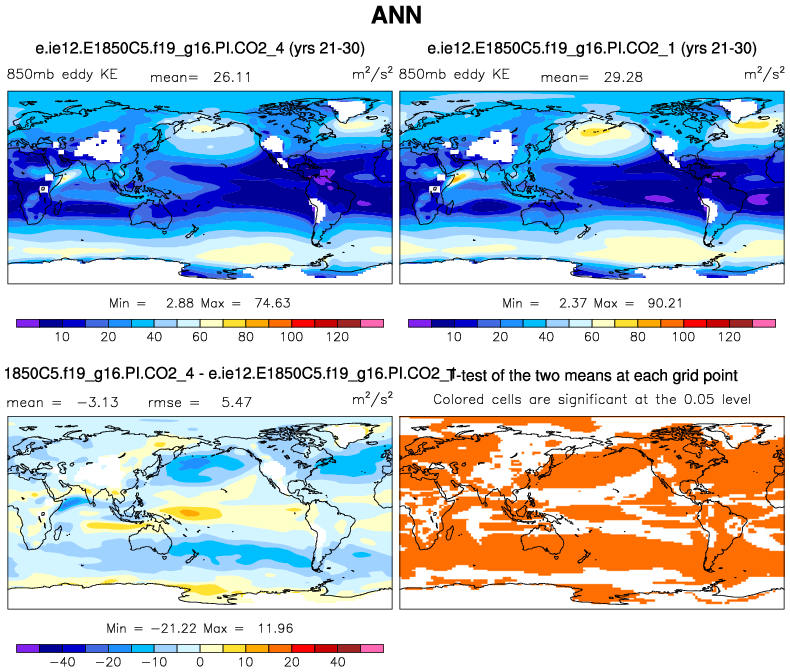 ANN
e.ie12.E1850C5.f19_g16.PI.CO2_4 (yrs 21-30)
e.ie12.E1850C5.f19_g16.PI.CO2_1 (yrs 21-30)
850mb eddy KE mean= 26.11 m²/s²
850mb eddy KE mean= 29.28 m²/s²
Min = 2.88 Max = 74.63
Min = 2.37 Max = 90.21
10 20 40 60 80 100 120
10 20 40 60 80 100 120
1850C5.f19_g16.PI.CO2_4 - e.ie12.E1850C5.f19_g16.PI.CO2_
T-test of the two means at each grid point
mean = -3.13 rmse = 5.47 m²/s²
Colored cells are significant at the 0.05 level
Min = -21.22 Max = 11.96
-40 -20 -10 0 10 20 40